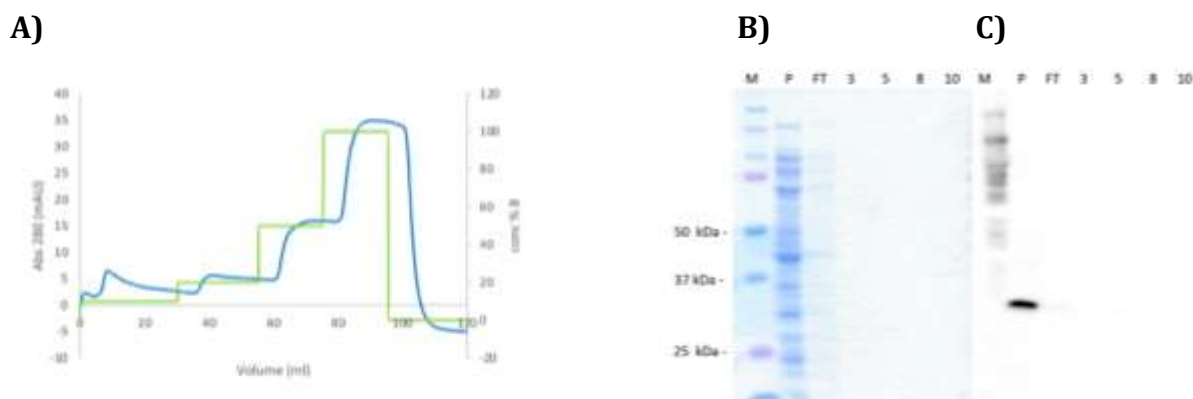 A)
B)
C)
Abs 280 (mAU)
40
35
30
25
20
15
10
5
0
-5
-10
0 20 40 60 80 100 120
Volume (ml)
120
100
80
60
40
20
0
-20
conc % B
M P FT 3 5 8 10
50 kDa -
37 kDa -
25 kDa -
M P FT 3 5 8 10